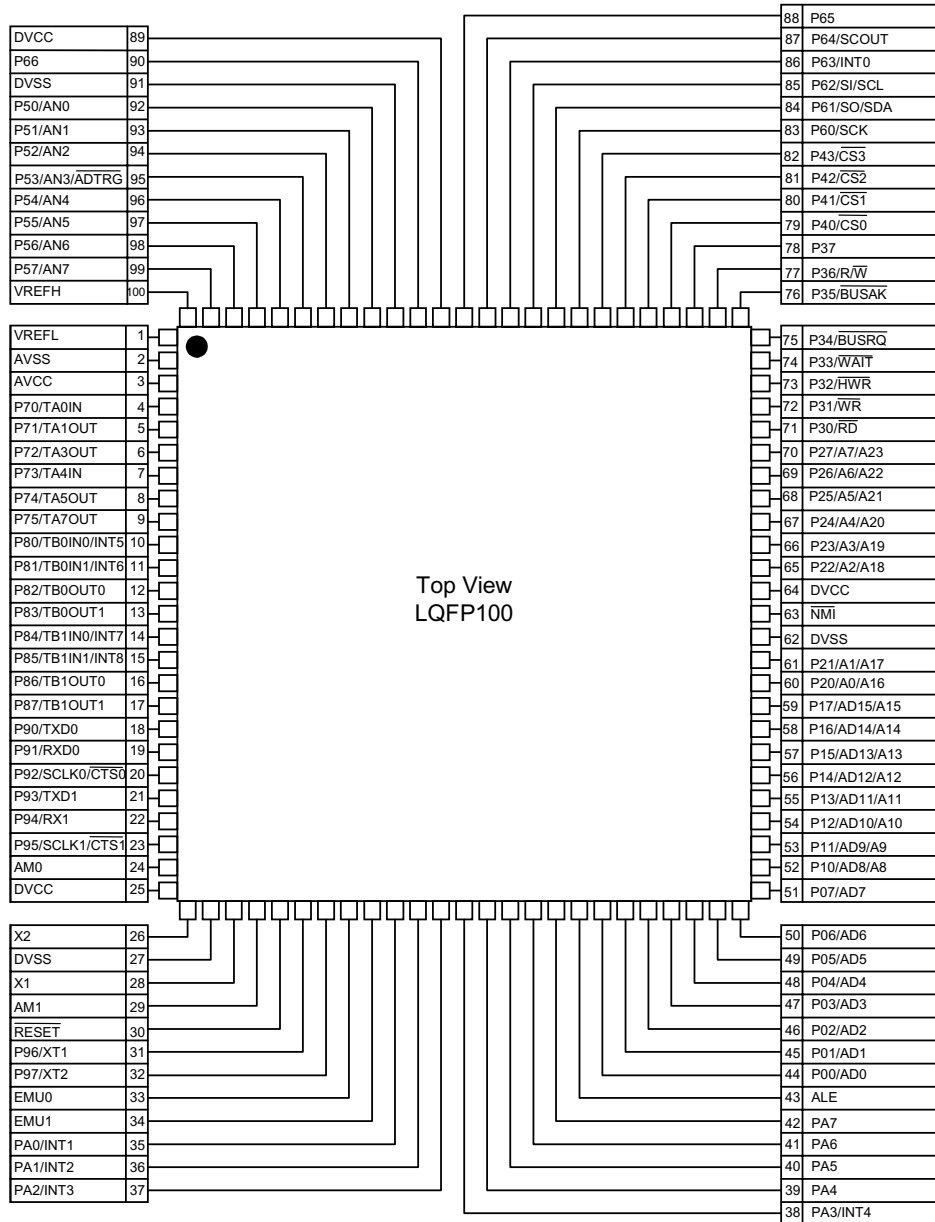 DVCC 89
P66 90
DVSS 91
P50/AN0 92
P51/AN1 93
P52/AN2 94
P53/AN3/ADTRG 95
P54/AN4 96
P55/AN5 97
P56/AN6 98
P57/AN7 99
VREFH 100
88 P65
87 P64/SCOUT
86 P63/INT0
85 P62/SI/SCL
84 P61/SO/SDA
83 P60/SCK
82 P43/CS3
81 P42/CS2
80 P41/CS1
79 P40/CS0
78 P37
77 P36/R/W
76 P35/BUSAK
VREFL 1
AVSS 2
AVCC 3
P70/TA0IN 4
P71/TA1OUT 5
P72/TA3OUT 6
P73/TA4IN 7
P74/TA5OUT 8
P75/TA7OUT 9
P80/TB0IN0/INT5 10
P81/TB0IN1/INT6 11
P82/TB0OUT0 12
P83/TB0OUT1 13
P84/TB1IN0/INT7 14
P85/TB1IN1/INT8 15
P86/TB1OUT0 16
P87/TB1OUT1 17
P90/TXD0 18
P91/RXD0 19
P92/SCLK0/CTS0 20
P93/TXD1 21
P94/RX1 22
P95/SCLK1/CTS1 23
AM0 24
DVCC 25
Top View
LQFP100
75 P34/BUSRQ
74 P33/WAIT
73 P32/HWR
72 P31/WR
71 P30/RD
70 P27/A7/A23
69 P26/A6/A22
68 P25/A5/A21
67 P24/A4/A20
66 P23/A3/A19
65 P22/A2/A18
64 DVCC
63 NMI
62 DVSS
61 P21/A1/A17
60 P20/A0/A16
59 P17/AD15/A15
58 P16/AD14/A14
57 P15/AD13/A13
56 P14/AD12/A12
55 P13/AD11/A11
54 P12/AD10/A10
53 P11/AD9/A9
52 P10/AD8/A8
51 P07/AD7
X2 26
DVSS 27
X1 28
AM1 29
RESET 30
P96/XT1 31
P97/XT2 32
EMU0 33
EMU1 34
PA0/INT1 35
PA1/INT2 36
PA2/INT3 37
50 P06/AD6
49 P05/AD5
48 P04/AD4
47 P03/AD3
46 P02/AD2
45 P01/AD1
44 P00/AD0
43 ALE
42 PA7
41 PA6
40 PA5
39 PA4
38 PA3/INT4